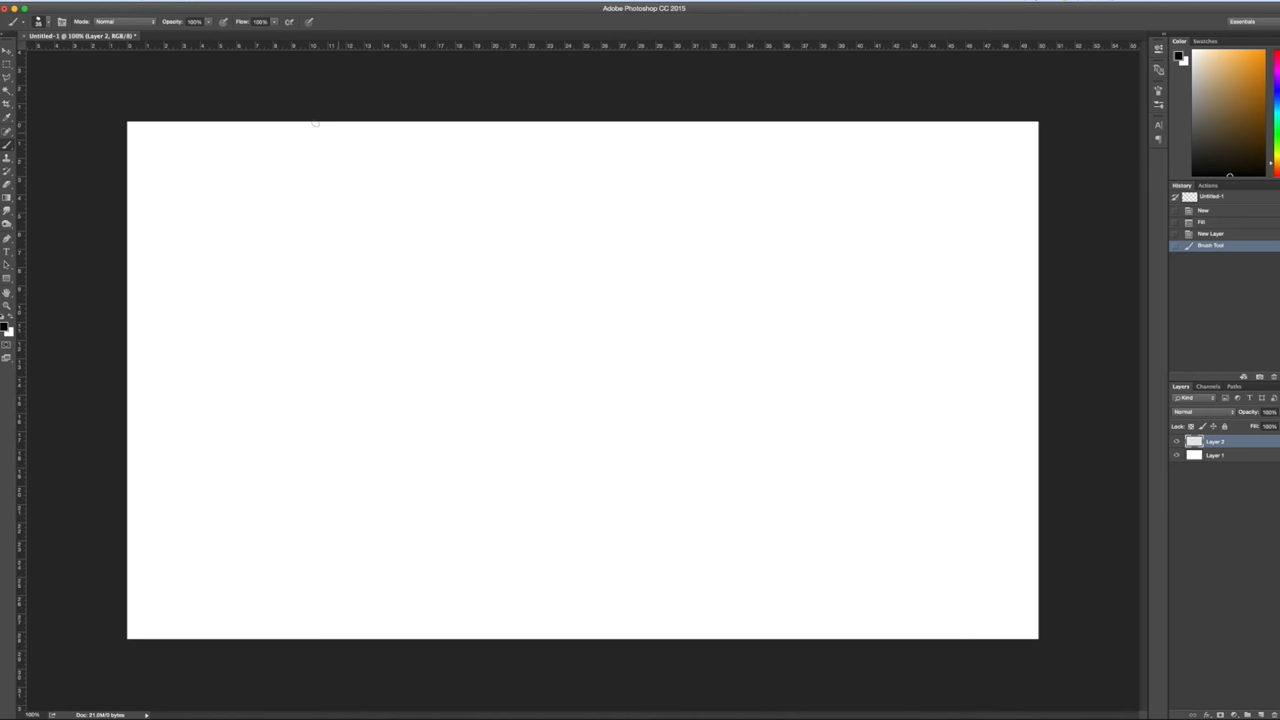 Adobe Photoshop CC 2015
Mode: Normal Opacity: 100% Flow: 100% Essentials
Untitled-1 @ 100% (Layer 2, RGB/8) *
Color Swatches
History Actions
Untitled-1
New
Fill
New Layer
Brush Tool
Layers Channels Paths
Kind
Normal Opacity: 100%
Lock: Fill: 100%
Layer 2
Layer 1
100% Doc: 21.0M/0 bytes